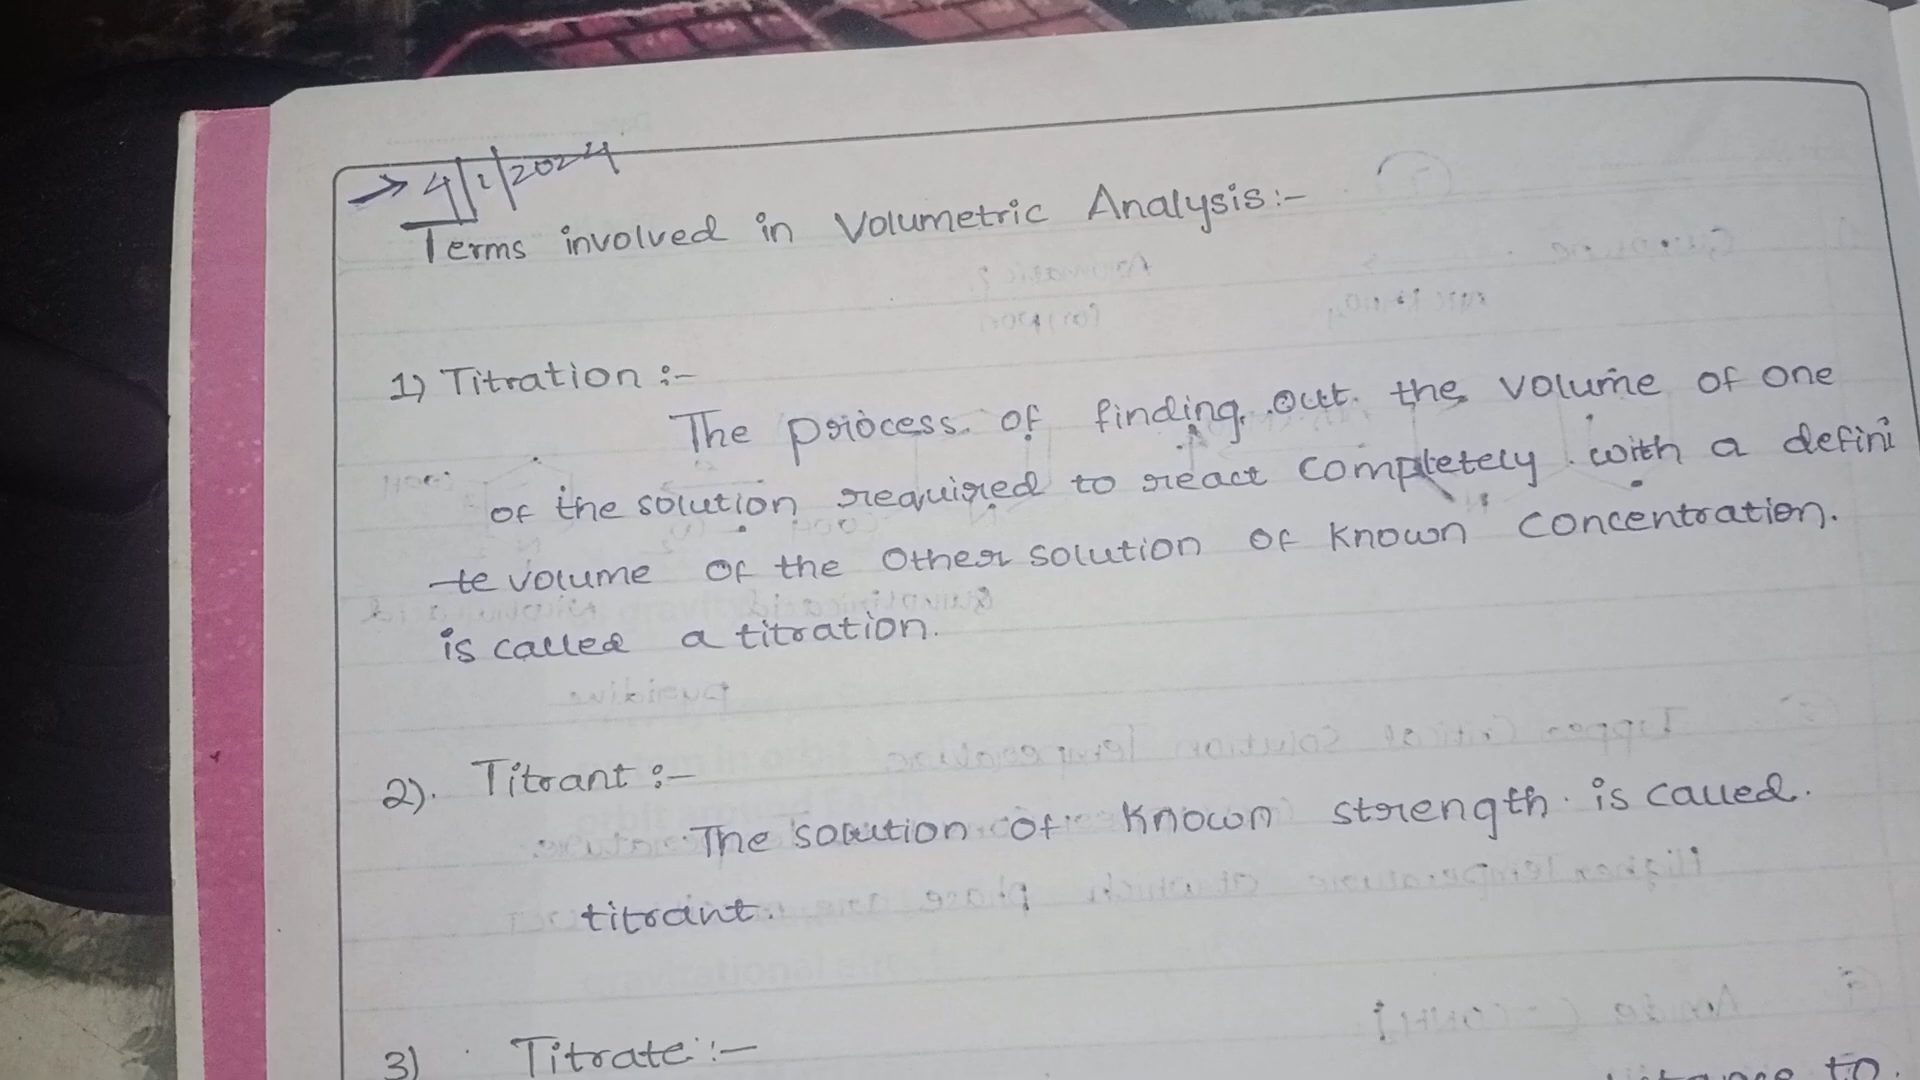 → 4/1/2024
Terms involved in Volumetric Analysis:-
1) Titration :-
The process of finding out the volume of one
of the solution required to react completely with a defini
te volume of the other solution of known concentration.
is called a titration.
2). Titrant :-
The solution of known strength is called.
titrant.
3) Titrate :-
to.